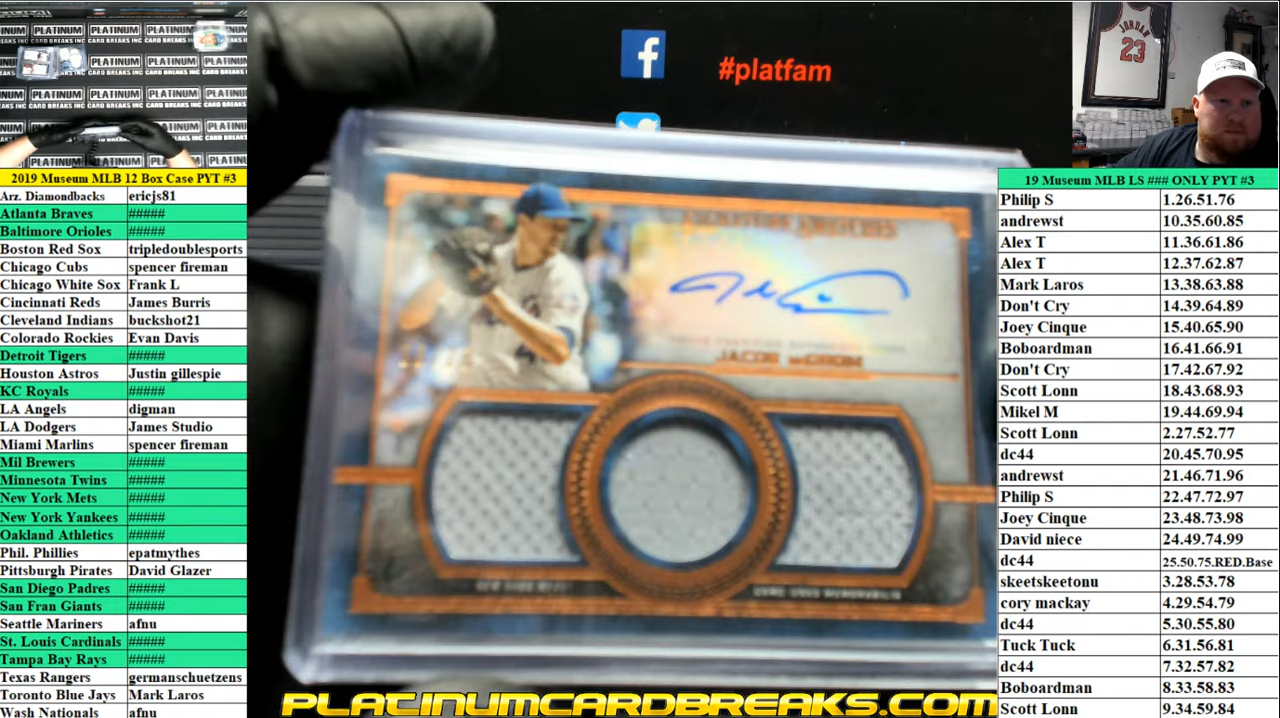 #platfam
JORDAN
23
PLATINUM
CARD BREAKS INC
2019 Museum MLB 12 Box Case PYT #3
Arz. Diamondbacks ericjs81
Atlanta Braves #####
Baltimore Orioles #####
Boston Red Sox tripledoublesports
Chicago Cubs spencer fireman
Chicago White Sox Frank L
Cincinnati Reds James Burris
Cleveland Indians buckshot21
Colorado Rockies Evan Davis
Detroit Tigers #####
Houston Astros Justin gillespie
KC Royals #####
LA Angels digman
LA Dodgers James Studio
Miami Marlins spencer fireman
Mil Brewers #####
Minnesota Twins #####
New York Mets #####
New York Yankees #####
Oakland Athletics #####
Phil. Phillies epatmythes
Pittsburgh Pirates David Glazer
San Diego Padres #####
San Fran Giants #####
Seattle Mariners afnu
St. Louis Cardinals #####
Tampa Bay Rays #####
Texas Rangers germanschuetzens
Toronto Blue Jays Mark Laros
Wash Nationals afnu
JACOB deGROM
PLATINUMCARDBREAKS.COM
19 Museum MLB LS ### ONLY PYT #3
Philip S 1.26.51.76
andrewst 10.35.60.85
Alex T 11.36.61.86
Alex T 12.37.62.87
Mark Laros 13.38.63.88
Don't Cry 14.39.64.89
Joey Cinque 15.40.65.90
Boboardman 16.41.66.91
Don't Cry 17.42.67.92
Scott Lonn 18.43.68.93
Mikel M 19.44.69.94
Scott Lonn 2.27.52.77
dc44 20.45.70.95
andrewst 21.46.71.96
Philip S 22.47.72.97
Joey Cinque 23.48.73.98
David niece 24.49.74.99
dc44 25.50.75.RED.Base
skeetskeetonu 3.28.53.78
cory mackay 4.29.54.79
dc44 5.30.55.80
Tuck Tuck 6.31.56.81
dc44 7.32.57.82
Boboardman 8.33.58.83
Scott Lonn 9.34.59.84